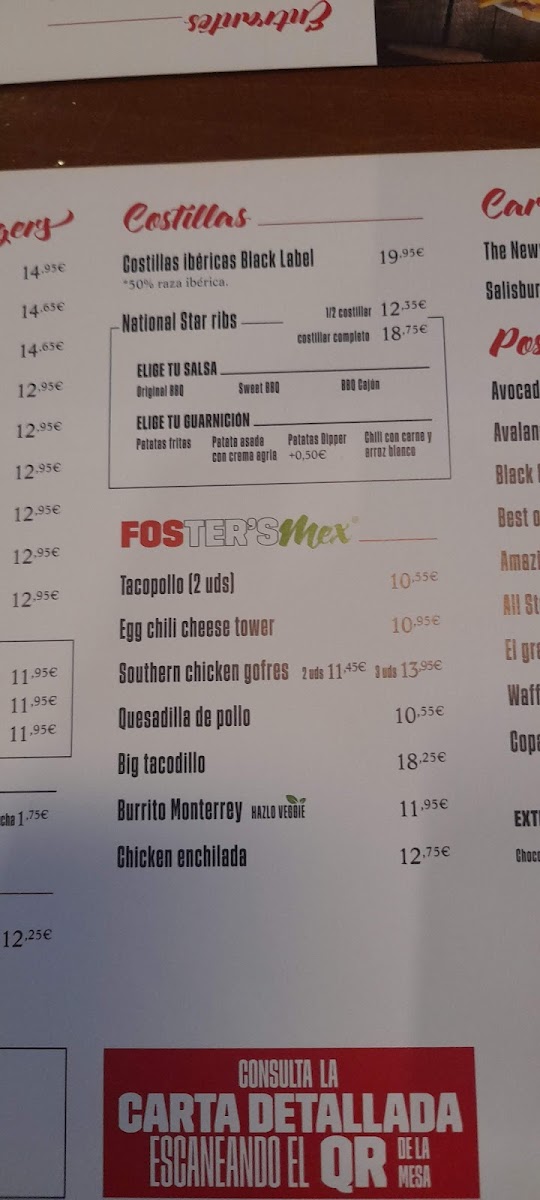 Entrantes
14,95€
14,65€
14,65€
12,95€
12,95€
12,95€
12,95€
12,95€
12,95€
11,95€
11,95€
11,95€
1,75€
12,25€
Costillas
Costillas ibéricas Black Label 19,95€
*50% raza ibérica.
National Star ribs 1/2 costillar 12,35€
costillar completo 18,75€
ELIGE TU SALSA
Original BBQ Sweet BBQ BBQ Cajún
ELIGE TU GUARNICIÓN
Patatas fritas Patata asada Patatas Dipper Chili con carne y
con crema agria +0,50€ arroz blanco
FOSTER'S Mex
Tacopollo (2 uds) 10,55€
Egg chili cheese tower 10,95€
Southern chicken gofres 2 uds 11,45€ 3 uds 13,95€
Quesadilla de pollo 10,55€
Big tacodillo 18,25€
Burrito Monterrey HAZLO VEGGIE 11,95€
Chicken enchilada 12,75€
CONSULTA LA
CARTA DETALLADA
ESCANEANDO EL QR DE LA
MESA
Car
The New
Salisbur
Pos
Avocad
Avalan
Black
Best o
Amazi
All St
El gre
Waff
Copa
EXT
Choco